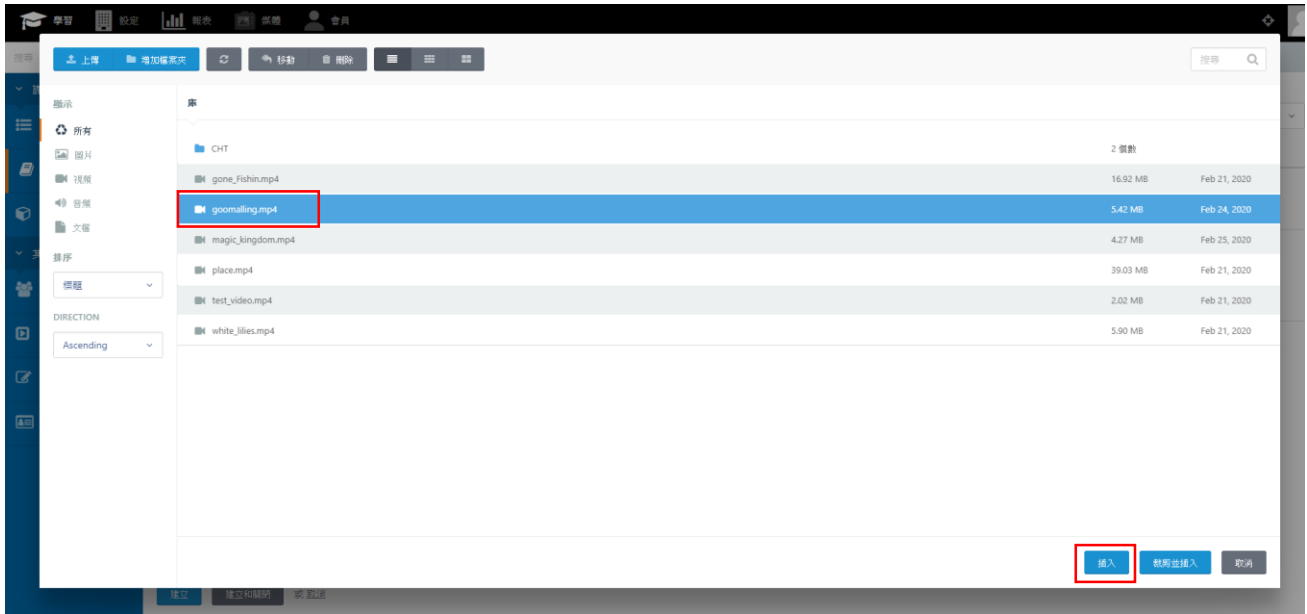 學習 設定 報表 媒體 會員
搜尋
上傳 增加檔案夾 移動 刪除 搜尋
顯示
所有
圖片
視頻
音頻
文檔
排序
標題
DIRECTION
Ascending
庫
CHT 2 個數
gone_Fishin.mp4 16.92 MB Feb 21, 2020
goomalling.mp4 5.42 MB Feb 24, 2020
magic_kingdom.mp4 4.27 MB Feb 25, 2020
place.mp4 39.03 MB Feb 21, 2020
test_video.mp4 2.02 MB Feb 21, 2020
white_lilies.mp4 5.90 MB Feb 21, 2020
插入 裁剪並插入 取消
建立 建立和關閉 或 取消